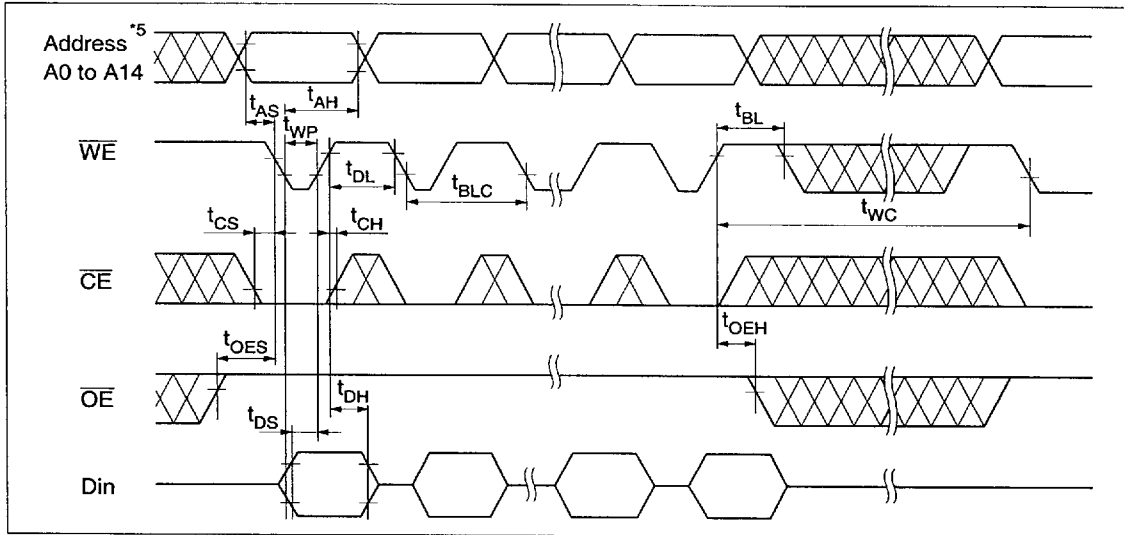 Address *5
A0 to A14
tAS
tAH
tWP
tBL
WE
tDL
tBLC
tWC
tCS
tCH
CE
tOES
tOEH
OE
tDH
tDS
Din